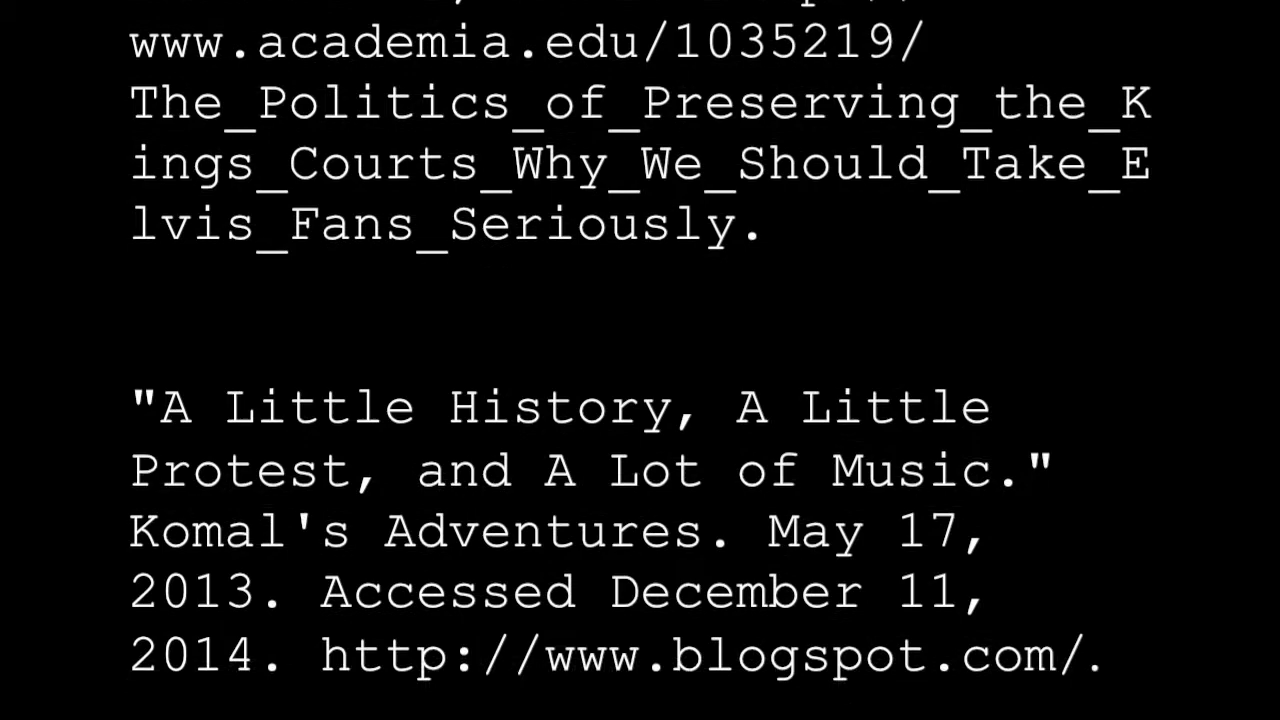 www.academia.edu/1035219/
The_Politics_of_Preserving_the_K
ings_Courts_Why_We_Should_Take_E
lvis_Fans_Seriously.
"A Little History, A Little
Protest, and A Lot of Music."
Komal's Adventures. May 17,
2013. Accessed December 11,
2014. http://www.blogspot.com/.